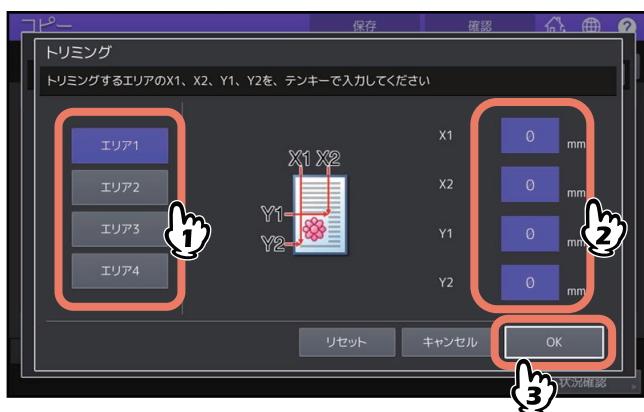 コピー
保存
確認
?
トリミング
トリミングするエリアのX1、X2、Y1、Y2を、テンキーで入力してください
エリア1
エリア2
エリア3
エリア4
1
X1 X2
Y1
Y2
X1 0 mm
X2 0 mm
Y1 0 mm
Y2 0 mm
2
リセット
キャンセル
OK
3
状況確認